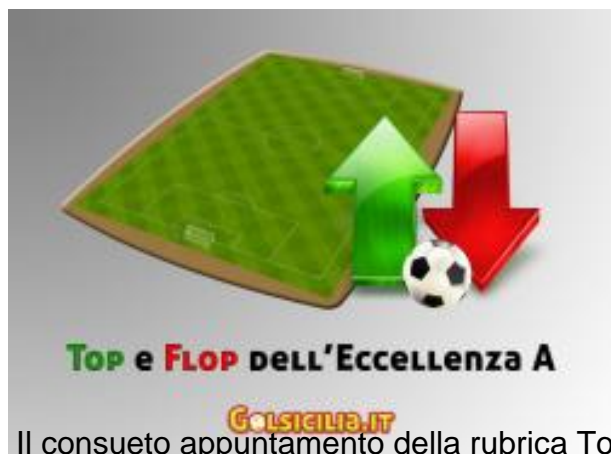 Top e Flop dell'Eccellenza A
Golsicilia.it
Il consueto appuntamento della rubrica To